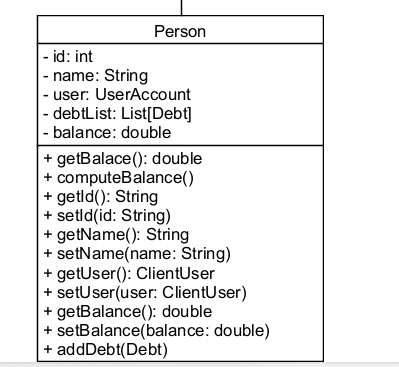 Person
- id: int
- name: String
- user: UserAccount
- debtList: List[Debt]
- balance: double
+ getBalace(): double
+ computeBalance()
+ getId(): String
+ setId(id: String)
+ getName(): String
+ setName(name: String)
+ getUser(): ClientUser
+ setUser(user: ClientUser)
+ getBalance(): double
+ setBalance(balance: double)
+ addDebt(Debt)